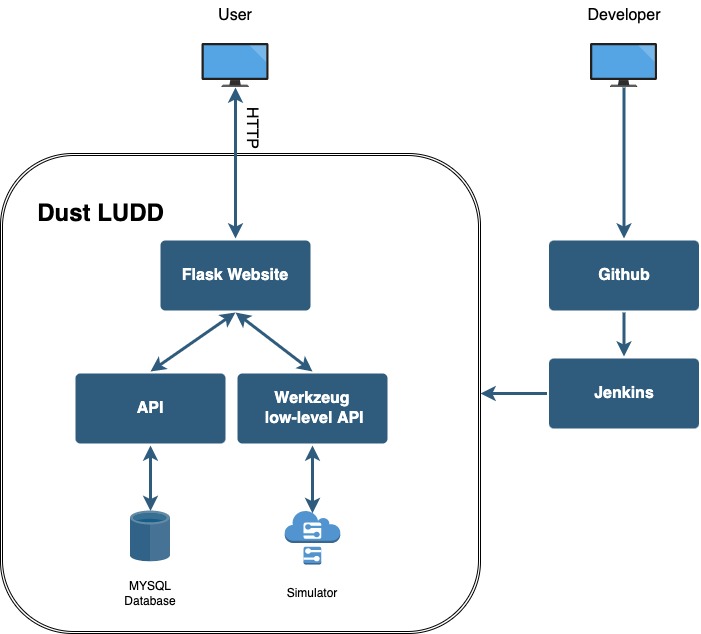 User
Developer
HTTP
Dust LUDD
Flask Website
Github
API
Werkzeug
low-level API
Jenkins
MYSQL
Database
Simulator